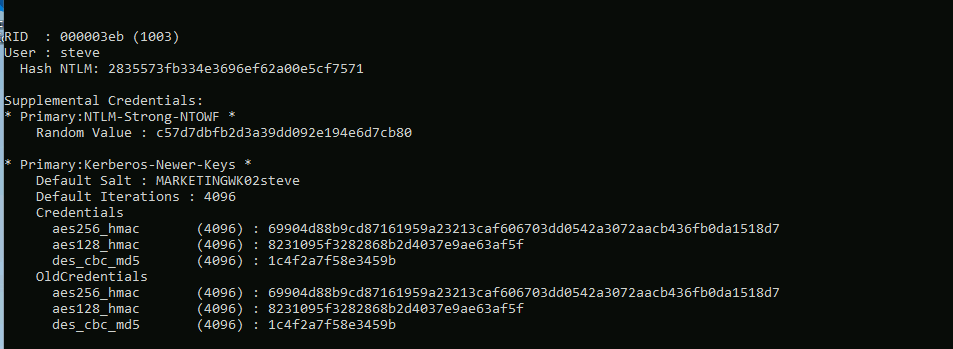 RID  : 000003eb (1003)
User : steve
  Hash NTLM: 2835573fb334e3696ef62a00e5cf7571

Supplemental Credentials:
* Primary:NTLM-Strong-NTOWF *
    Random Value : c57d7dbfb2d3a39dd092e194e6d7cb80

* Primary:Kerberos-Newer-Keys *
    Default Salt : MARKETINGWK02steve
    Default Iterations : 4096
    Credentials
      aes256_hmac       (4096) : 69904d88b9cd87161959a23213caf606703dd0542a3072aacb436fb0da1518d7
      aes128_hmac       (4096) : 8231095f3282868b2d4037e9ae63af5f
      des_cbc_md5       (4096) : 1c4f2a7f58e3459b
    OldCredentials
      aes256_hmac       (4096) : 69904d88b9cd87161959a23213caf606703dd0542a3072aacb436fb0da1518d7
      aes128_hmac       (4096) : 8231095f3282868b2d4037e9ae63af5f
      des_cbc_md5       (4096) : 1c4f2a7f58e3459b